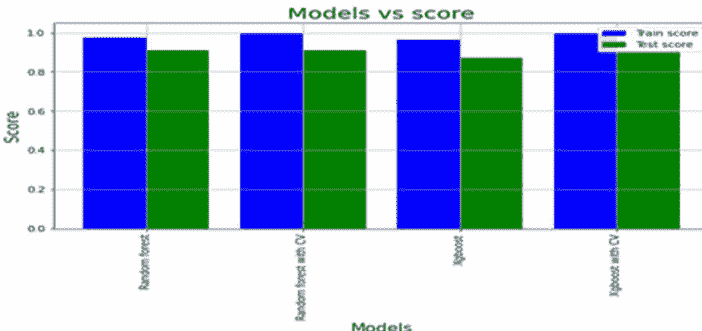 Models vs score
Train score
Test score
Score
1.0
0.8
0.6
0.4
0.2
0.0
Random forest
Random forest with CV
Xgboost
Xgboost with CV
Models